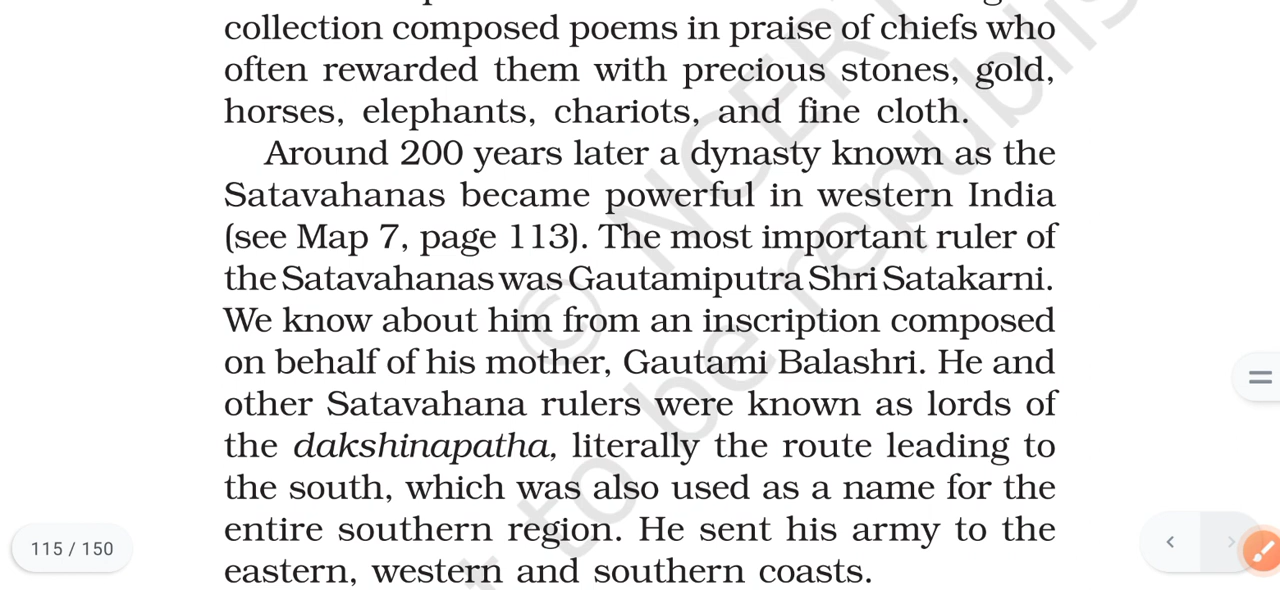 collection composed poems in praise of chiefs who
often rewarded them with precious stones, gold,
horses, elephants, chariots, and fine cloth.
Around 200 years later a dynasty known as the
Satavahanas became powerful in western India
(see Map 7, page 113). The most important ruler of
the Satavahanas was Gautamiputra Shri Satakarni.
We know about him from an inscription composed
on behalf of his mother, Gautami Balashri. He and
other Satavahana rulers were known as lords of
the dakshinapatha, literally the route leading to
the south, which was also used as a name for the
entire southern region. He sent his army to the
eastern, western and southern coasts.
115 / 150
© NCERT
to be republis